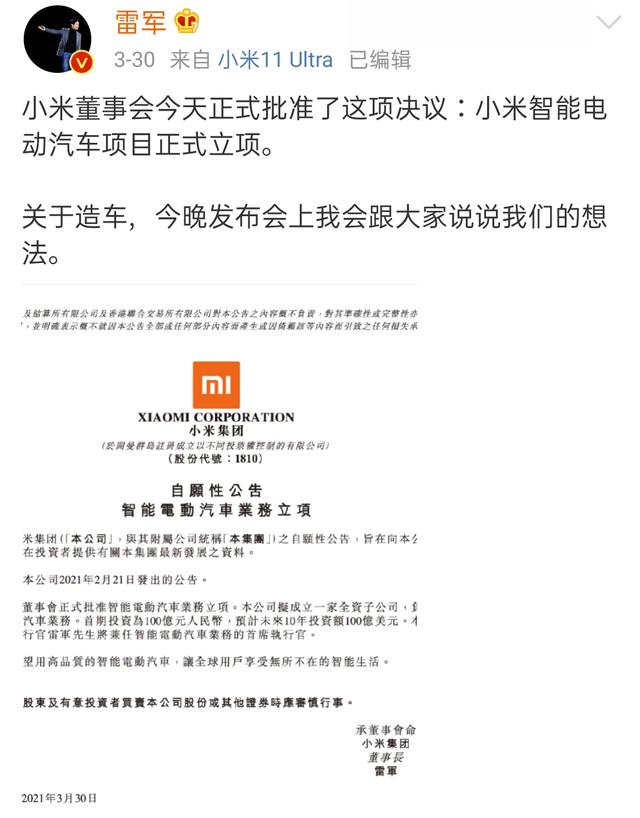 雷军
3-30 来自 小米11 Ultra 已编辑
小米董事会今天正式批准了这项决议：小米智能电
动汽车项目正式立项。
关于造车，今晚发布会上我会跟大家说说我们的想
法。
及結算所有限公司及香港聯合交易所有限公司對本公告之內容概不負責，對其準確性或完整性亦
，並明確表示概不就因本公告全部或任何部分內容而產生或因倚賴該等內容而引致之任何損失承
mi
XIAOMI CORPORATION
小米集团
（於開曼群島註冊成立以不同投票權控制的有限公司）
（股份代號：1810）
自願性公告
智能電動汽車業務立項
米集團（「本公司」，與其附屬公司統稱「本集團」）之自願性公告，旨在向本公
在投資者提供有關本集團最新發展之資料。
本公司2021年2月21日發出的公告。
董事會正式批准智能電動汽車業務立項。本公司擬成立一家全資子公司，負
汽車業務。首期投資為100億元人民幣，預計未來10年投資額100億美元。本
行官雷軍先生將兼任智能電動汽車業務的首席執行官。
望用高品質的智能電動汽車，讓全球用戶享受無所不在的智能生活。
股東及有意投資者買賣本公司股份或其他證券時應審慎行事。
承董事會命
小米集团
董事長
雷軍
2021年3月30日